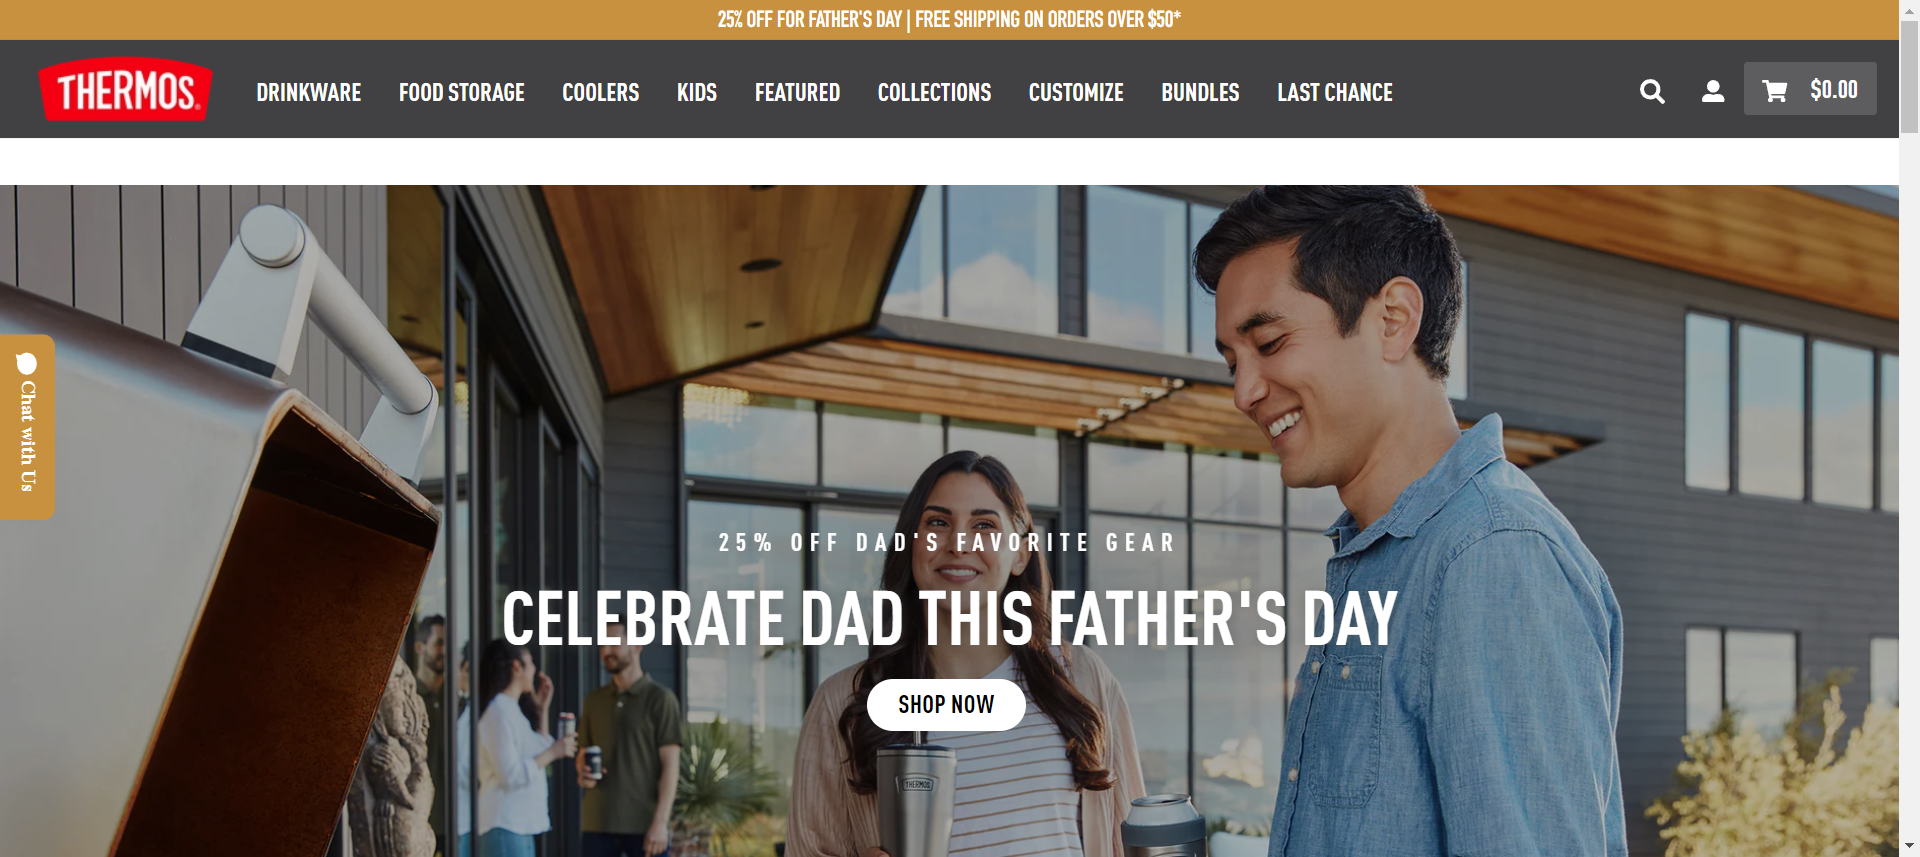 25% OFF FOR FATHER'S DAY | FREE SHIPPING ON ORDERS OVER $50*
THERMOS®
DRINKWARE
FOOD STORAGE
COOLERS
KIDS
FEATURED
COLLECTIONS
CUSTOMIZE
BUNDLES
LAST CHANCE
$0.00
Chat with Us
25% OFF DAD'S FAVORITE GEAR
CELEBRATE DAD THIS FATHER'S DAY
SHOP NOW
THERMOS